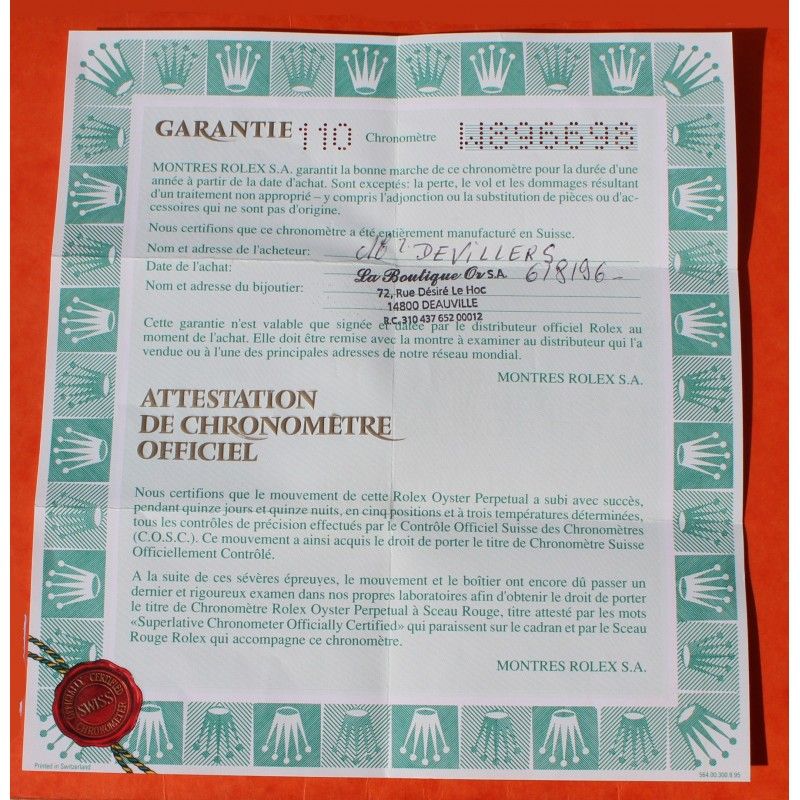 GARANTIE 110 Chronomètre W896698
MONTRES ROLEX S.A. garantit la bonne marche de ce chronomètre pour la durée d'une
année à partir de la date d'achat. Sont exceptés: la perte, le vol et les dommages résultant
d'un traitement non approprié – y compris l'adjonction ou la substitution de pièces ou d'ac-
cessoires qui ne sont pas d'origine.
Nous certifions que ce chronomètre a été entièrement manufacturé en Suisse.
Nom et adresse de l'acheteur: DEVILLERS
Date de l'achat: La Boutique Or S.A. 6/8/96
Nom et adresse du bijoutier: 72, Rue Désiré Le Hoc
14800 DEAUVILLE
R.C. 310 437 652 00012
Cette garantie n'est valable que signée et datée par le distributeur officiel Rolex au
moment de l'achat. Elle doit être remise avec la montre à examiner au distributeur qui l'a
vendue ou à l'une des principales adresses de notre réseau mondial.
MONTRES ROLEX S.A.
ATTESTATION
DE CHRONOMÈTRE
OFFICIEL
Nous certifions que le mouvement de cette Rolex Oyster Perpetual a subi avec succès,
pendant quinze jours et quinze nuits, en cinq positions et à trois températures déterminées,
tous les contrôles de précision effectués par le Contrôle Officiel Suisse des Chronomètres
(C.O.S.C.). Ce mouvement a ainsi acquis le droit de porter le titre de Chronomètre Suisse
Officiellement Contrôlé.
A la suite de ces sévères épreuves, le mouvement et le boîtier ont encore dû passer un
dernier et rigoureux examen dans nos propres laboratoires afin d'obtenir le droit de porter
le titre de Chronomètre Rolex Oyster Perpetual à Sceau Rouge, titre attesté par les mots
«Superlative Chronometer Officially Certified» qui paraissent sur le cadran et par le Sceau
Rouge Rolex qui accompagne ce chronomètre.
MONTRES ROLEX S.A.
OFFICIALLY CERTIFIED
SWISS
CHRONOMETER
Printed in Switzerland
564.00.300.9.95